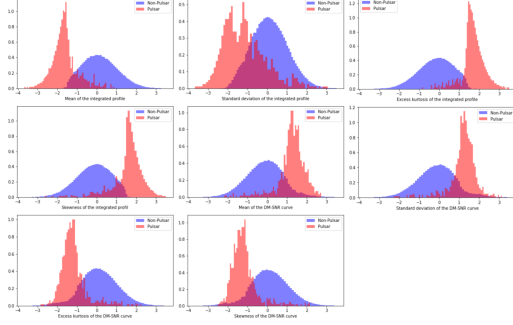 Non-Pulsar
Pulsar
Mean of the integrated profile
Non-Pulsar
Pulsar
Standard deviation of the integrated profile
Non-Pulsar
Pulsar
Excess kurtosis of the integrated profile
Non-Pulsar
Pulsar
Skewness of the integrated profil
Non-Pulsar
Pulsar
Mean of the DM-SNR curve
Non-Pulsar
Pulsar
Standard deviation of the DM-SNR curve
Non-Pulsar
Pulsar
Excess kurtosis of the DM-SNR curve
Non-Pulsar
Pulsar
Skewness of the DM-SNR curve